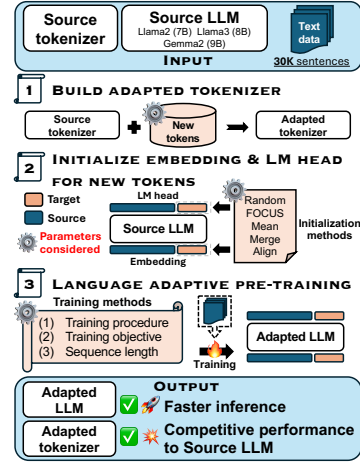 Source tokenizer
Source LLM
Llama2 (7B) Llama3 (8B)
Gemma2 (9B)
Text data
30K sentences
INPUT
1 BUILD ADAPTED TOKENIZER
Source tokenizer
+
New tokens
Adapted tokenizer
2 INITIALIZE EMBEDDING & LM HEAD
FOR NEW TOKENS
Target
Source
Parameters considered
LM head
Source LLM
Embedding
Random
FOCUS
Mean
Merge
Align
Initialization methods
3 LANGUAGE ADAPTIVE PRE-TRAINING
Training methods
(1) Training procedure
(2) Training objective
(3) Sequence length
Training
Adapted LLM
OUTPUT
Adapted LLM
Faster inference
Adapted tokenizer
Competitive performance
to Source LLM